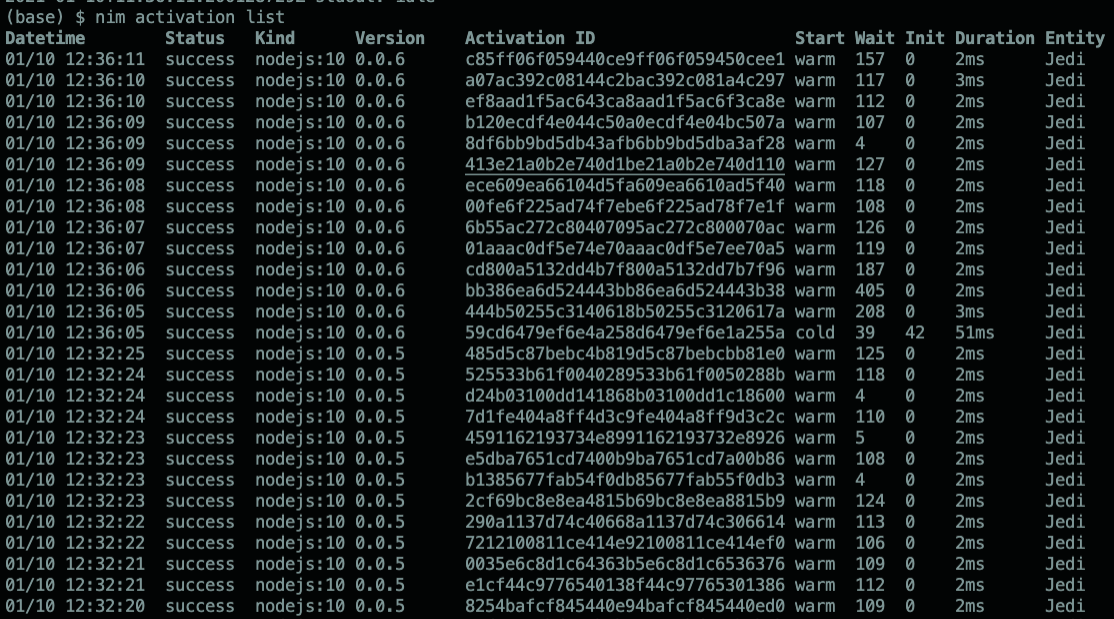 (base) $ nim activation list
Datetime Status Kind Version Activation ID Start Wait Init Duration Entity
01/10 12:36:11 success nodejs:10 0.0.6 c85ff06f059440ce9ff06f059450cee1 warm 157 0 2ms Jedi
01/10 12:36:10 success nodejs:10 0.0.6 a07ac392c08144c2bac392c081a4c297 warm 117 0 3ms Jedi
01/10 12:36:10 success nodejs:10 0.0.6 ef8aad1f5ac643ca8aad1f5ac6f3ca8e warm 112 0 2ms Jedi
01/10 12:36:09 success nodejs:10 0.0.6 b120ecdf4e044c50a0ecdf4e04bc507a warm 107 0 2ms Jedi
01/10 12:36:09 success nodejs:10 0.0.6 8df6bb9bd5db43afb6bb9bd5dba3af28 warm 4 0 2ms Jedi
01/10 12:36:09 success nodejs:10 0.0.6 413e21a0b2e740d1be21a0b2e740d110 warm 127 0 2ms Jedi
01/10 12:36:08 success nodejs:10 0.0.6 ece609ea66104d5fa609ea6610ad5f40 warm 118 0 2ms Jedi
01/10 12:36:08 success nodejs:10 0.0.6 00fe6f225ad74f7ebe6f225ad78f7e1f warm 108 0 2ms Jedi
01/10 12:36:07 success nodejs:10 0.0.6 6b55ac272c80407095ac272c800070ac warm 126 0 2ms Jedi
01/10 12:36:07 success nodejs:10 0.0.6 01aaac0df5e74e70aaac0df5e7ee70a5 warm 119 0 2ms Jedi
01/10 12:36:06 success nodejs:10 0.0.6 cd800a5132dd4b7f800a5132dd7b7f96 warm 187 0 2ms Jedi
01/10 12:36:06 success nodejs:10 0.0.6 bb386ea6d524443bb86ea6d524443b38 warm 405 0 2ms Jedi
01/10 12:36:05 success nodejs:10 0.0.6 444b50255c3140618b50255c3120617a warm 208 0 3ms Jedi
01/10 12:36:05 success nodejs:10 0.0.6 59cd6479ef6e4a258d6479ef6e1a255a cold 39 42 51ms Jedi
01/10 12:32:25 success nodejs:10 0.0.5 485d5c87bebc4b819d5c87bebcbb81e0 warm 125 0 2ms Jedi
01/10 12:32:24 success nodejs:10 0.0.5 525533b61f0040289533b61f0050288b warm 118 0 2ms Jedi
01/10 12:32:24 success nodejs:10 0.0.5 d24b03100dd141868b03100dd1c18600 warm 4 0 2ms Jedi
01/10 12:32:24 success nodejs:10 0.0.5 7d1fe404a8ff4d3c9fe404a8ff9d3c2c warm 110 0 2ms Jedi
01/10 12:32:23 success nodejs:10 0.0.5 4591162193734e8991162193732e8926 warm 5 0 2ms Jedi
01/10 12:32:23 success nodejs:10 0.0.5 e5dba7651cd7400b9ba7651cd7a00b86 warm 108 0 2ms Jedi
01/10 12:32:23 success nodejs:10 0.0.5 b1385677fab54f0db85677fab55f0db3 warm 4 0 2ms Jedi
01/10 12:32:23 success nodejs:10 0.0.5 2cf69bc8e8ea4815b69bc8e8ea8815b9 warm 124 0 2ms Jedi
01/10 12:32:22 success nodejs:10 0.0.5 290a1137d74c40668a1137d74c306614 warm 113 0 2ms Jedi
01/10 12:32:22 success nodejs:10 0.0.5 7212100811ce414e92100811ce414ef0 warm 106 0 2ms Jedi
01/10 12:32:21 success nodejs:10 0.0.5 0035e6c8d1c64363b5e6c8d1c6536376 warm 109 0 2ms Jedi
01/10 12:32:21 success nodejs:10 0.0.5 e1cf44c9776540138f44c97765301386 warm 112 0 2ms Jedi
01/10 12:32:20 success nodejs:10 0.0.5 8254bafcf845440e94bafcf845440ed0 warm 109 0 2ms Jedi